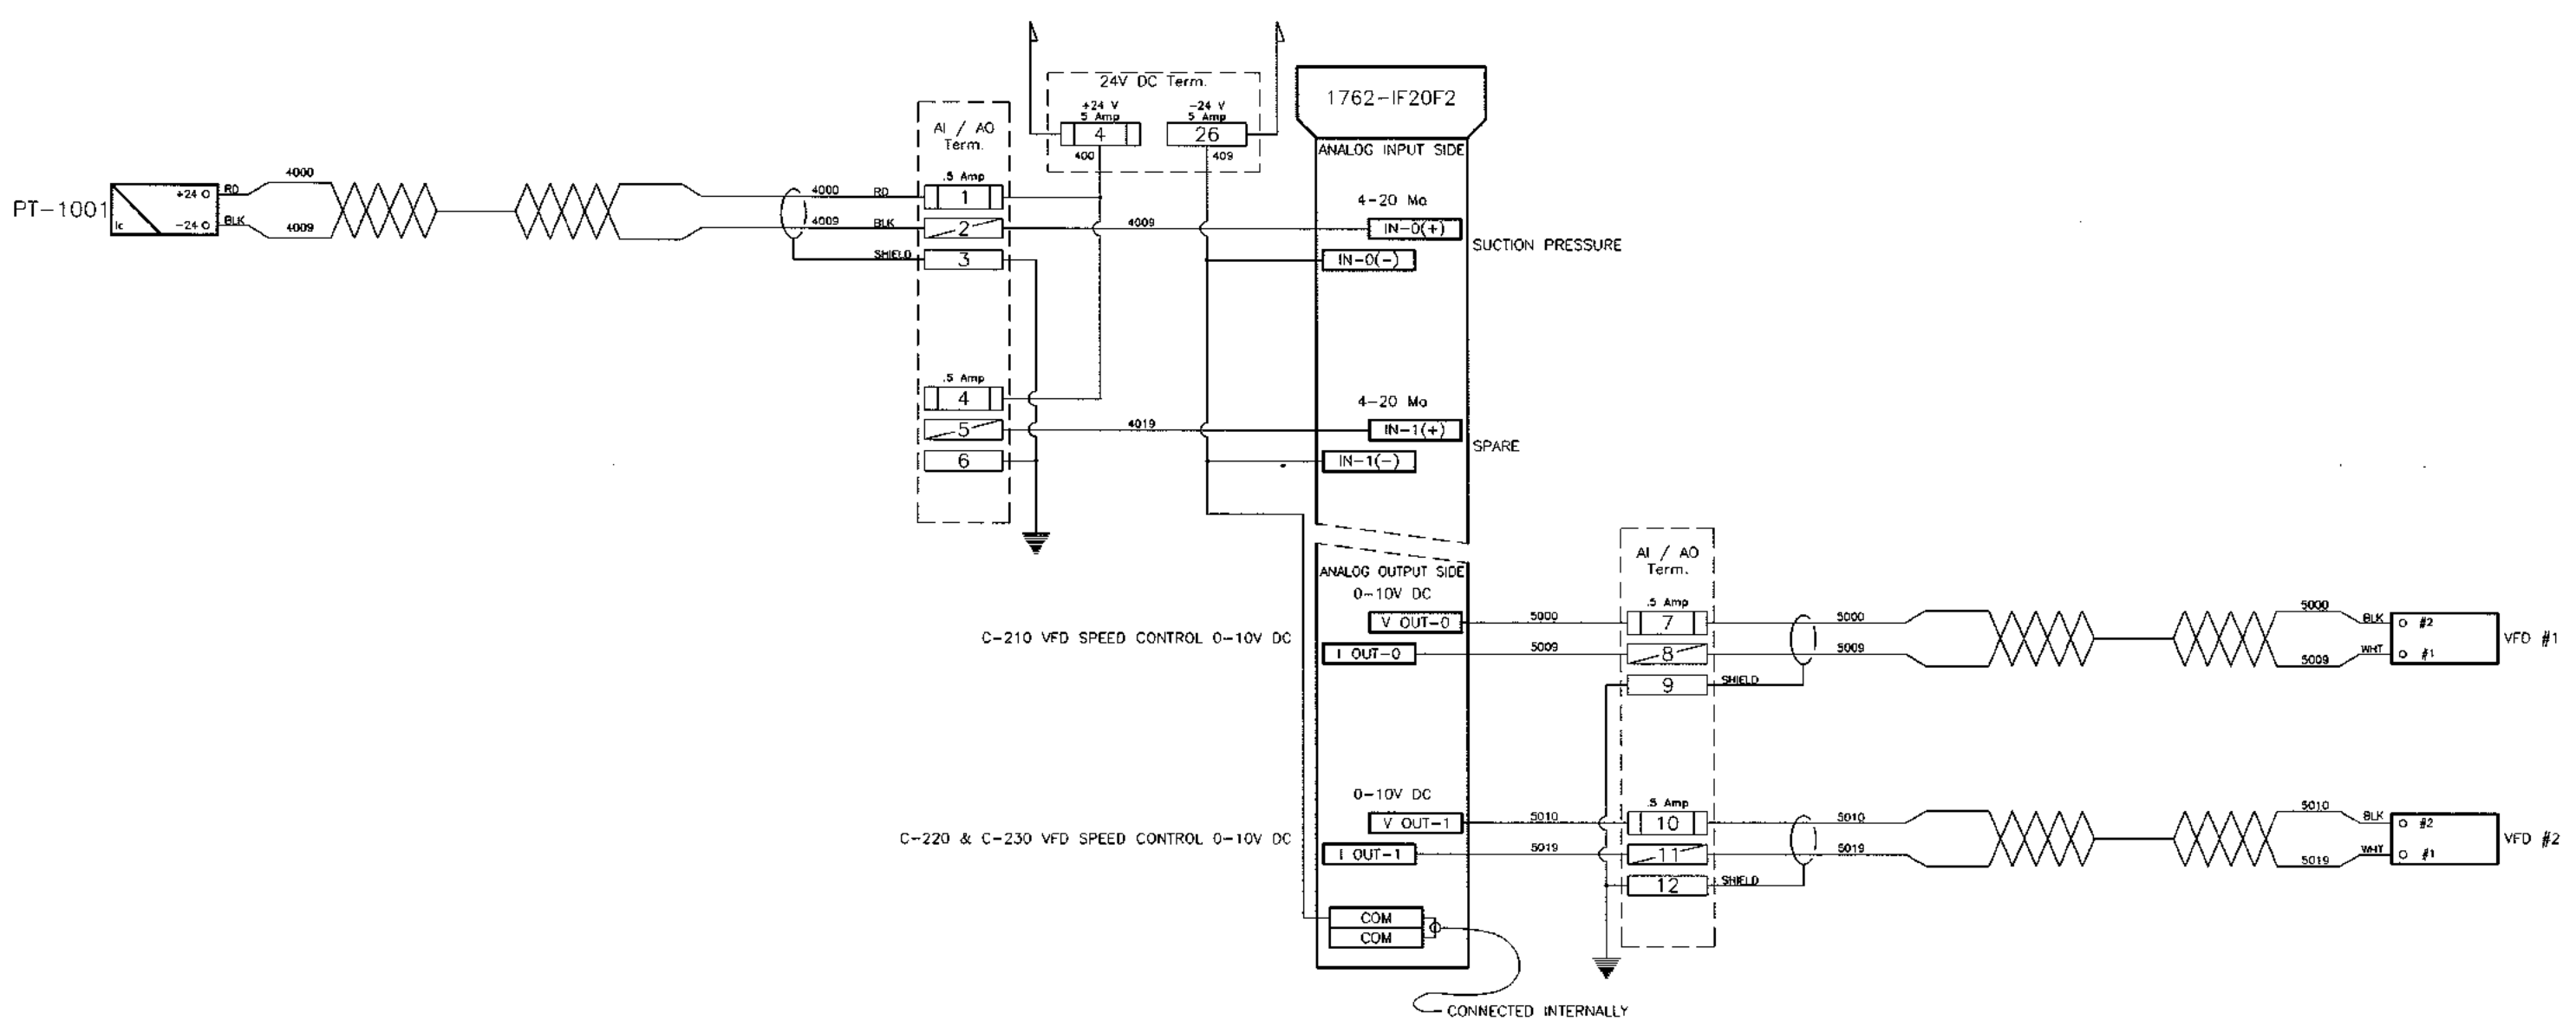 24V DC Term.
+24 V
5 Amp
4
400
-24 V
5 Amp
26
409
1762-IF20F2
ANALOG INPUT SIDE
AI / AO
Term.
PT-1001
Ic
+24
-24
RD
BLK
4000
4009
4000
RD
4009
BLK
SHIELD
.5 Amp
1
2
3
4009
4-20 Ma
IN-0(+)
IN-0(-)
SUCTION PRESSURE
.5 Amp
4
5
6
4019
4-20 Ma
IN-1(+)
IN-1(-)
SPARE
ANALOG OUTPUT SIDE
0-10V DC
V OUT-0
I OUT-0
C-210 VFD SPEED CONTROL 0-10V DC
5000
5009
AI / AO
Term.
.5 Amp
7
8
9
5000
5009
SHIELD
5000
5009
BLK
WHT
#2
#1
VFD #1
0-10V DC
V OUT-1
I OUT-1
C-220 & C-230 VFD SPEED CONTROL 0-10V DC
5010
5019
.5 Amp
10
11
12
5010
5019
SHIELD
5010
5019
BLK
WHT
#2
#1
VFD #2
COM
COM
CONNECTED INTERNALLY